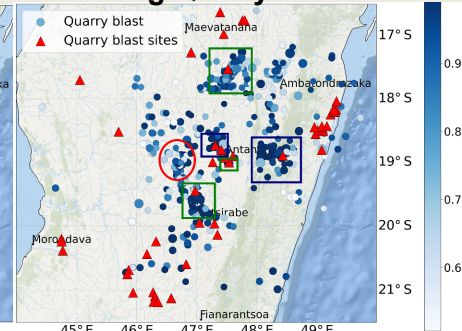 Quarry blast
Quarry blast sites
Maevatanana
17°S
0.9
Ambatondrazaka
18°S
0.8
Antan
19°S
0.7
sirabe
20°S
Morondava
0.6
21°S
Fianarantsoa
45°E
46°E
47°E
48°E
49°E